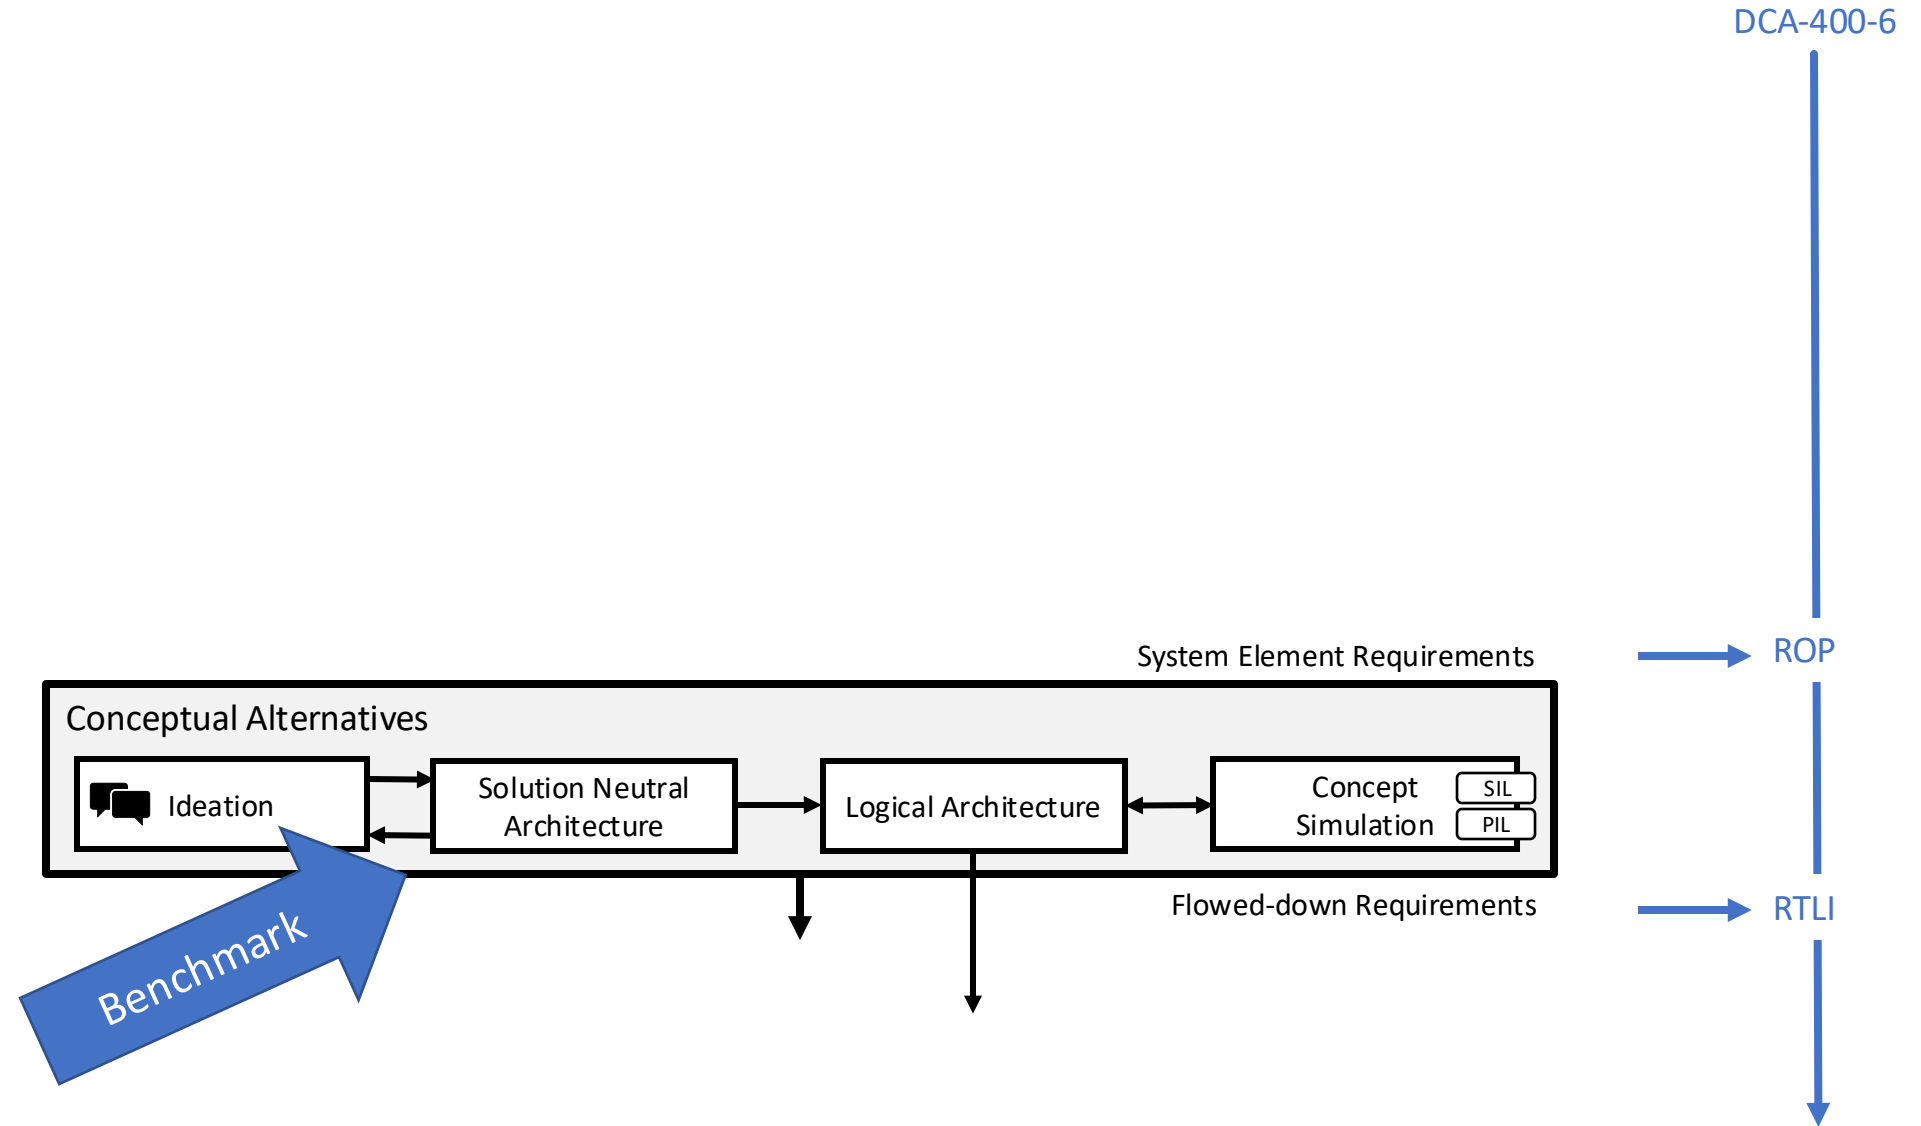 DCA-400-6
System Element Requirements
ROP
Conceptual Alternatives
Ideation
Solution Neutral
Architecture
Logical Architecture
Concept
Simulation
SIL
PIL
Flowed-down Requirements
RTLI
Benchmark